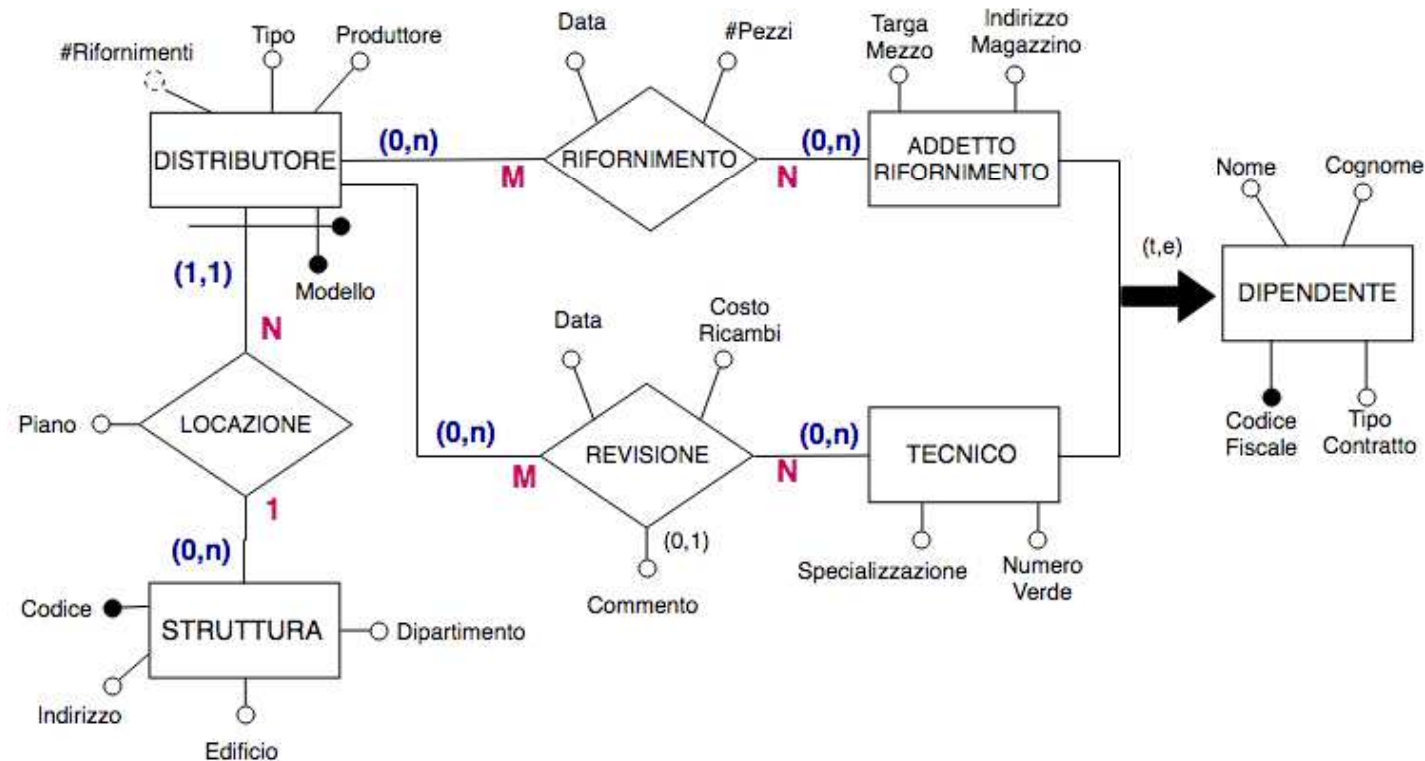 #Rifornimenti
Tipo
Produttore
DISTRIBUTORE
(0,n)
M
Data
#Pezzi
RIFORNIMENTO
N
(0,n)
Targa
Mezzo
Indirizzo
Magazzino
ADDETTO
RIFORNIMENTO
Nome
Cognome
(t,e)
DIPENDENTE
Codice
Fiscale
Tipo
Contratto
(1,1)
Modello
N
Piano
LOCAZIONE
1
(0,n)
Data
Costo
Ricambi
(0,n)
M
REVISIONE
N
(0,n)
(0,1)
Commento
TECNICO
Specializzazione
Numero
Verde
Codice
STRUTTURA
Dipartimento
Indirizzo
Edificio